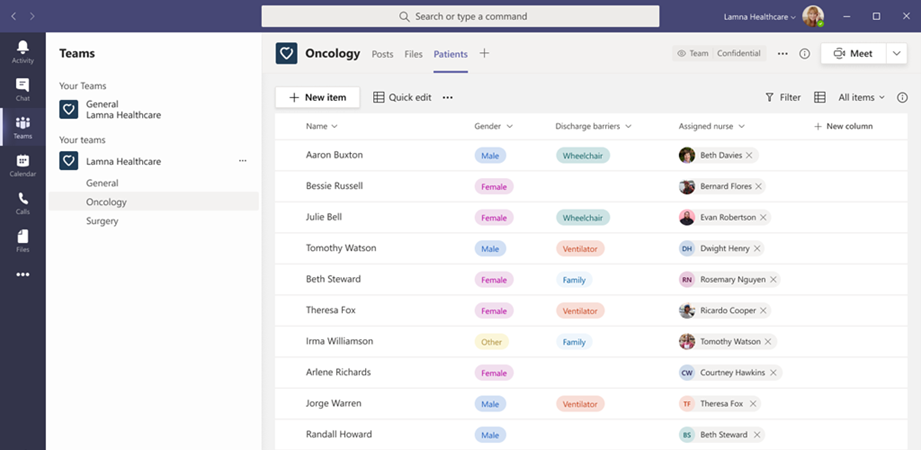 Search or type a command
Lamna Healthcare
Activity
Chat
Teams
Calendar
Calls
Files
Teams
Your Teams
General
Lamna Healthcare
Your teams
Lamna Healthcare
General
Oncology
Surgery
Oncology Posts Files Patients
Team Confidential
Meet
New item Quick edit
Filter All items
Name Gender Discharge barriers Assigned nurse New column
Aaron Buxton Male Wheelchair Beth Davies
Bessie Russell Female Bernard Flores
Julie Bell Female Wheelchair Evan Robertson
Tomothy Watson Male Ventilator DH Dwight Henry
Beth Steward Female Family RN Rosemary Nguyen
Theresa Fox Female Ventilator Ricardo Cooper
Irma Williamson Other Family Tomothy Watson
Arlene Richards Female CW Courtney Hawkins
Jorge Warren Male Ventilator TF Theresa Fox
Randall Howard Male BS Beth Steward